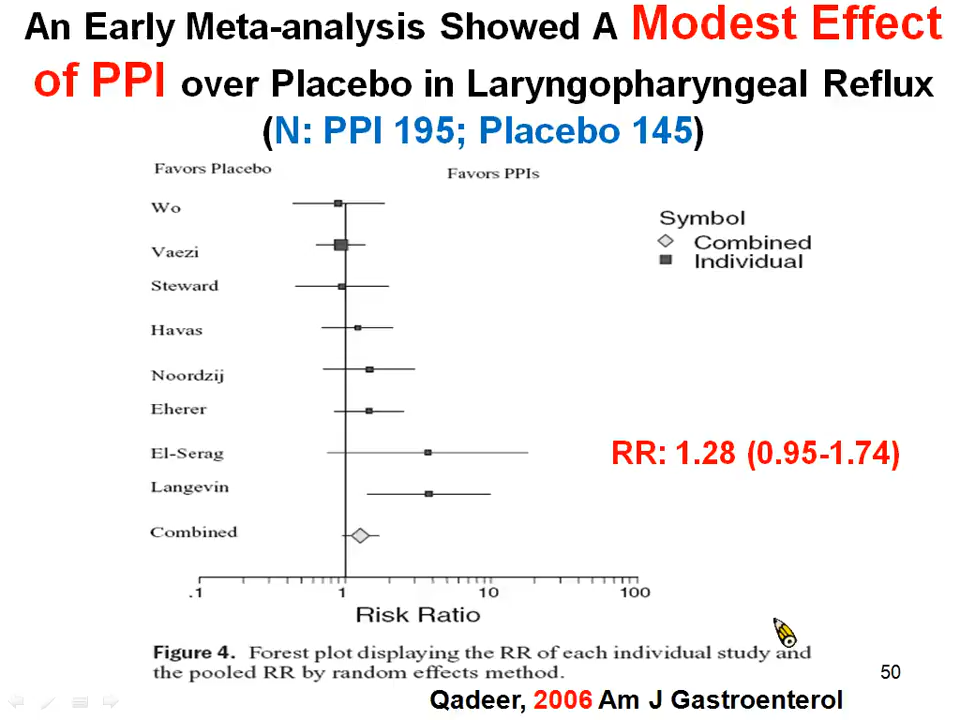 An Early Meta-analysis Showed A Modest Effect
of PPI over Placebo in Laryngopharyngeal Reflux
(N: PPI 195; Placebo 145)
Favors Placebo
Favors PPIs
Wo
Vaezi
Steward
Havas
Noordzij
Eherer
El-Serag
Langevin
Combined
Symbol
Combined
Individual
RR: 1.28 (0.95-1.74)
.1 1 10 100
Risk Ratio
Figure 4. Forest plot displaying the RR of each individual study and
the pooled RR by random effects method.
50
Qadeer, 2006 Am J Gastroenterol